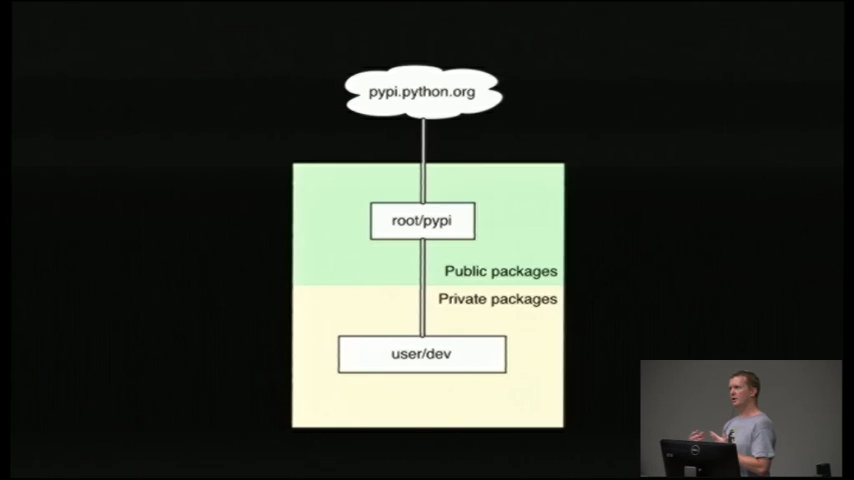 pypi.python.org
root/pypi
Public packages
Private packages
user/dev